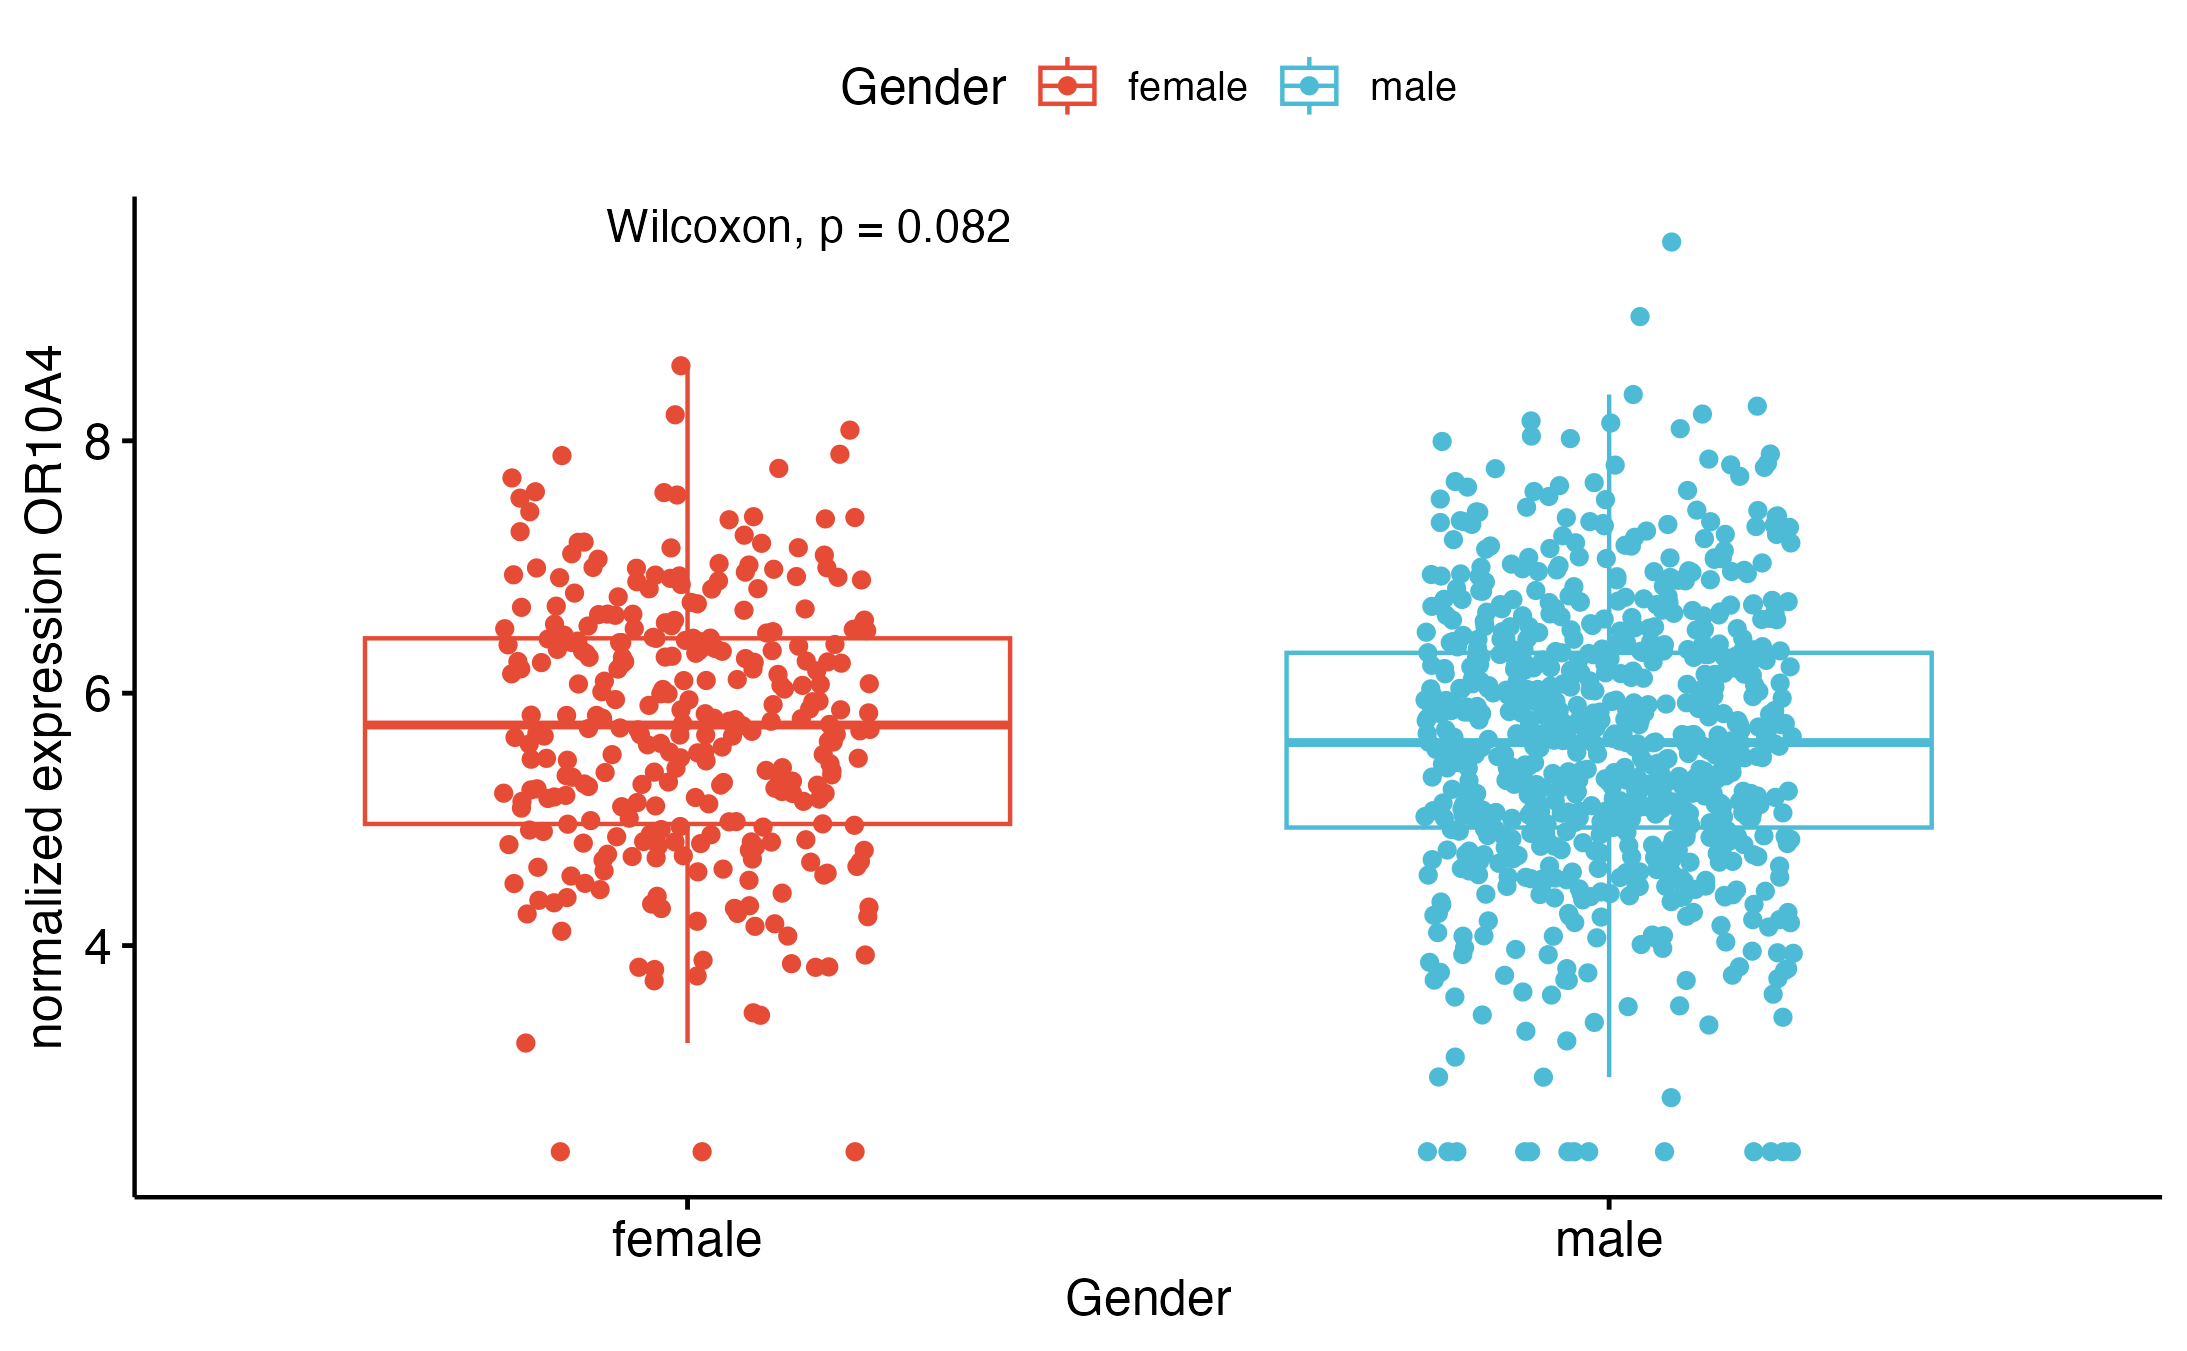 Gender female male
Wilcoxon, p = 0.082
normalized expression OR10A4
8
6
4
female male
Gender